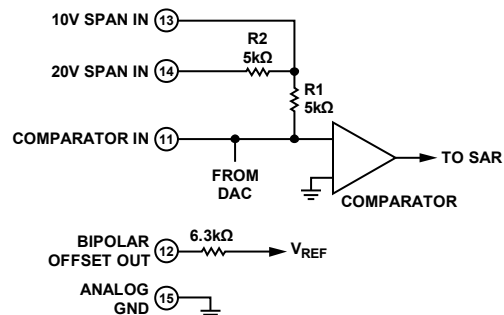 10V SPAN IN 13
R2
5kΩ
20V SPAN IN 14
R1
5kΩ
COMPARATOR IN 11
FROM
DAC
TO SAR
COMPARATOR
BIPOLAR
OFFSET OUT 12
6.3kΩ
VREF
ANALOG
GND 15